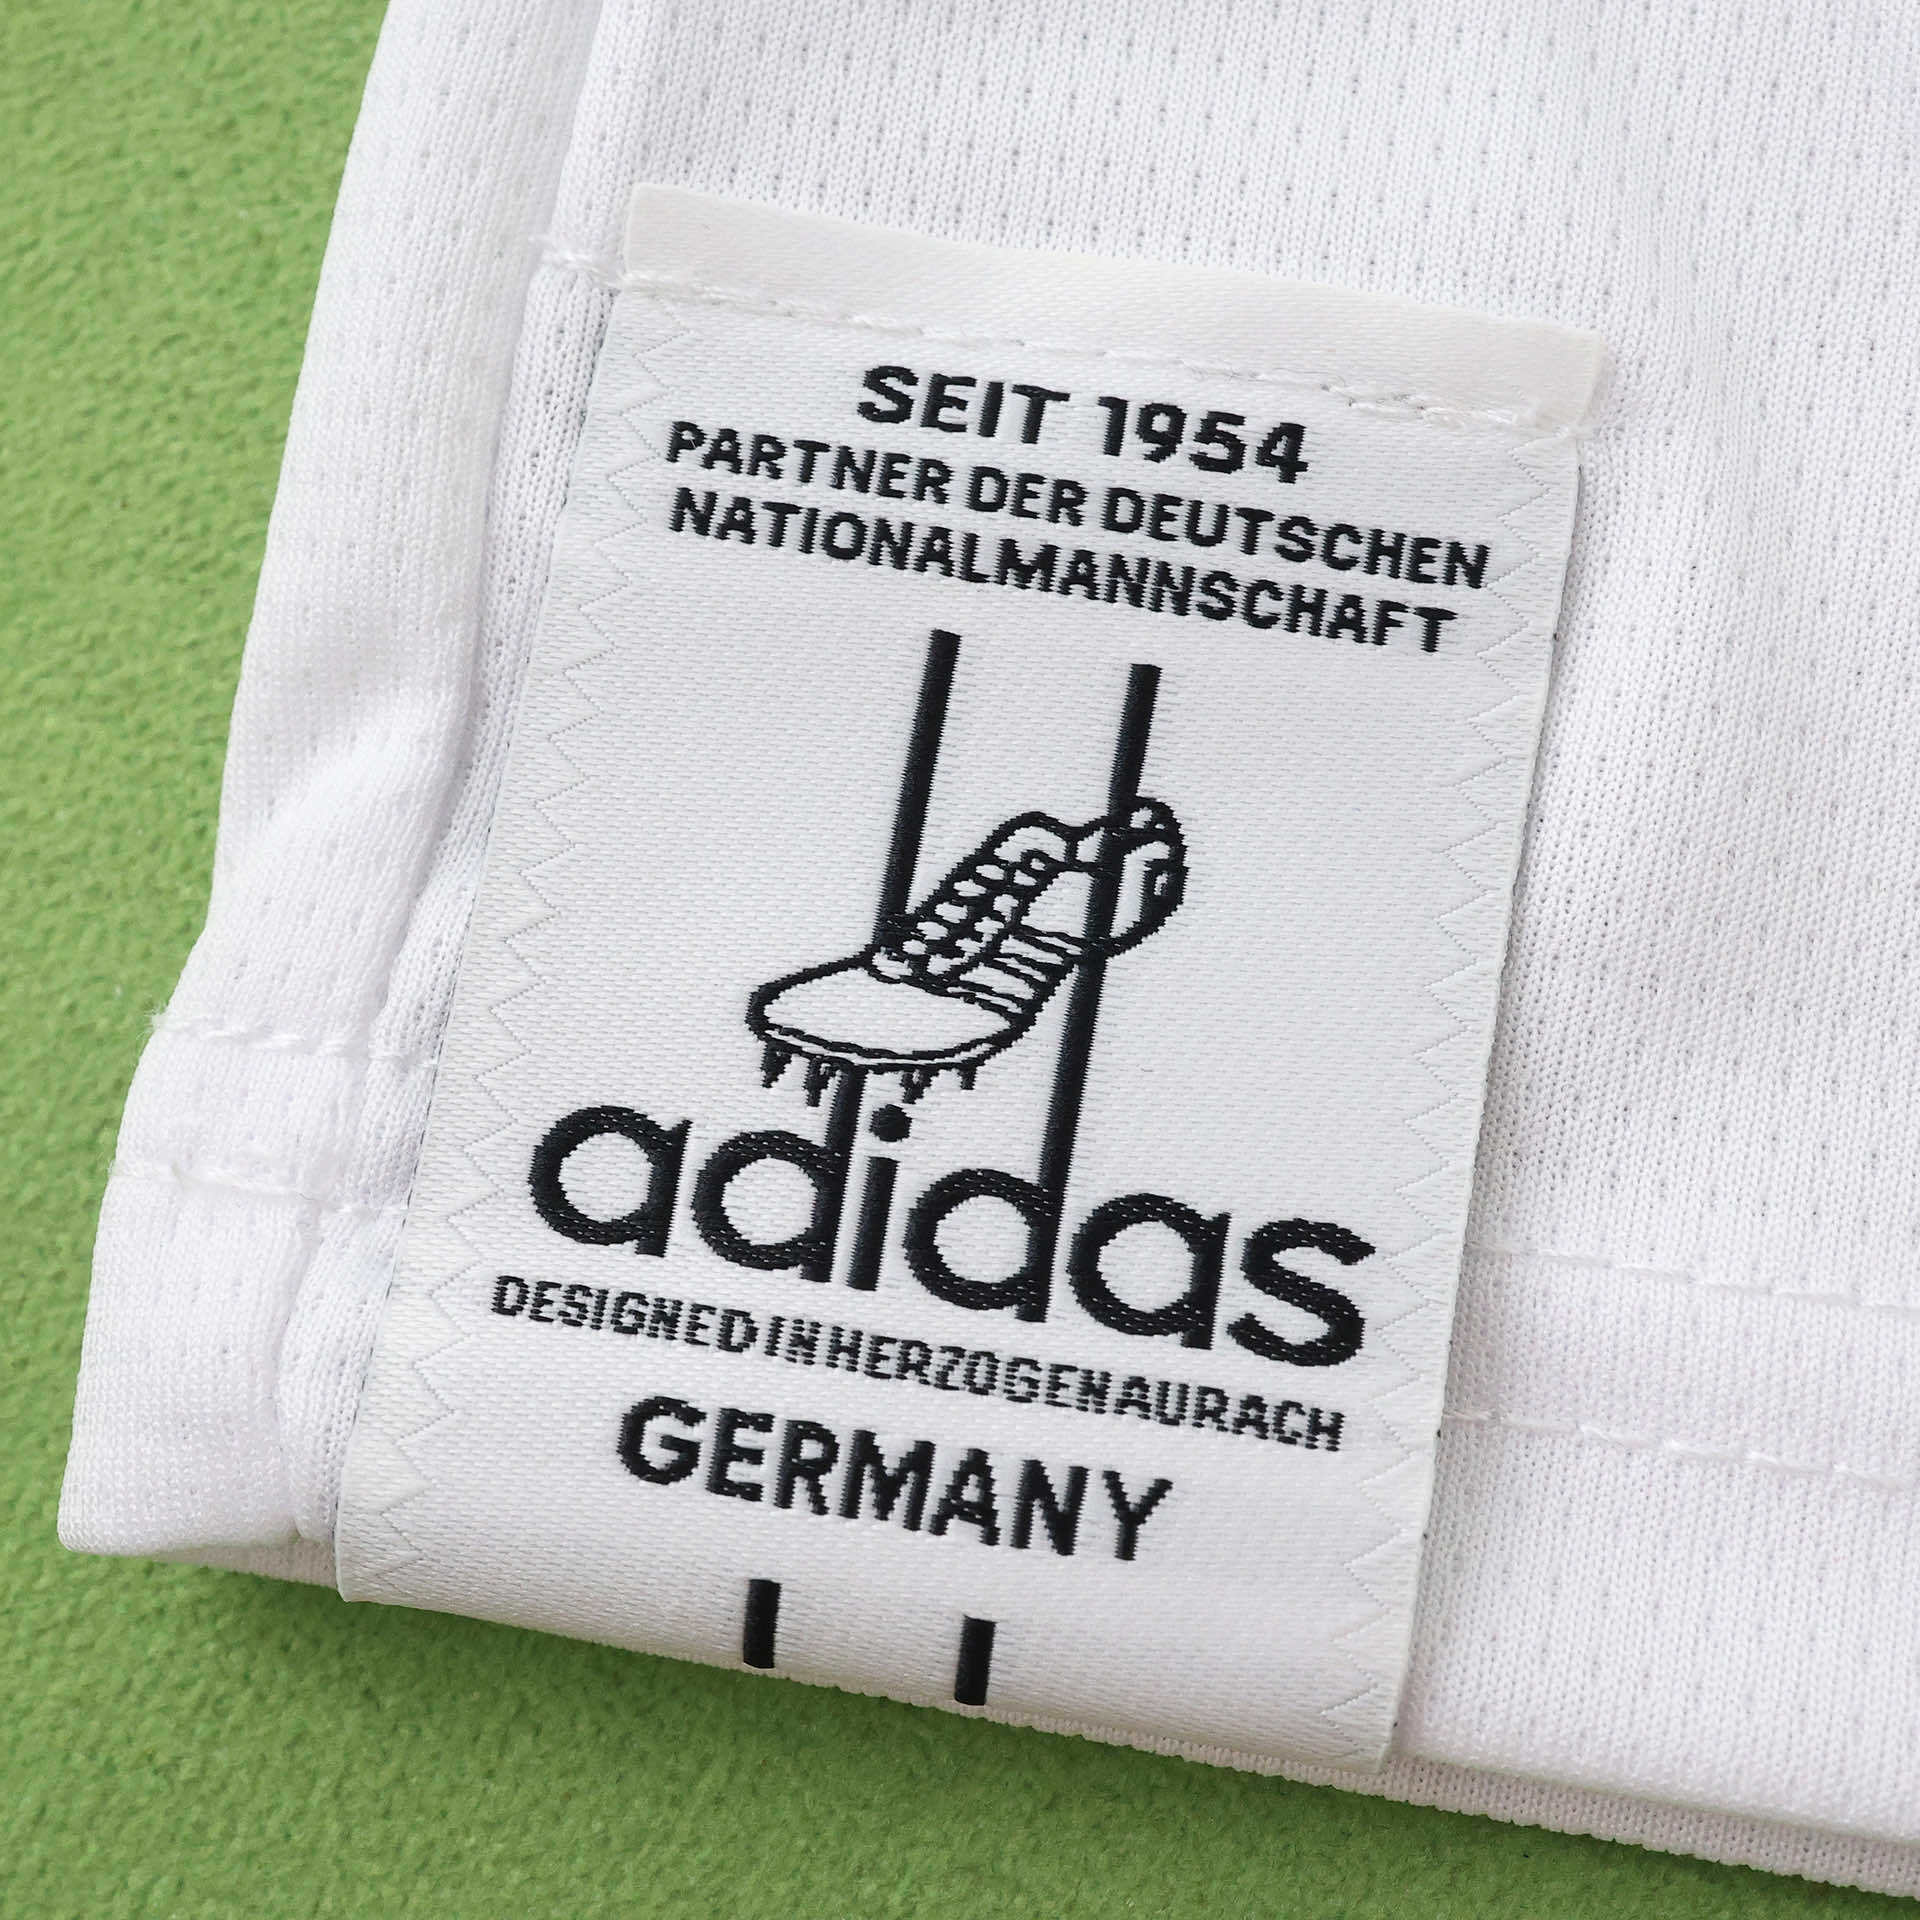 SEIT 1954
PARTNER DER DEUTSCHEN
NATIONALMANNSCHAFT
adidas
DESIGNED IN HERZOGENAURACH
GERMANY